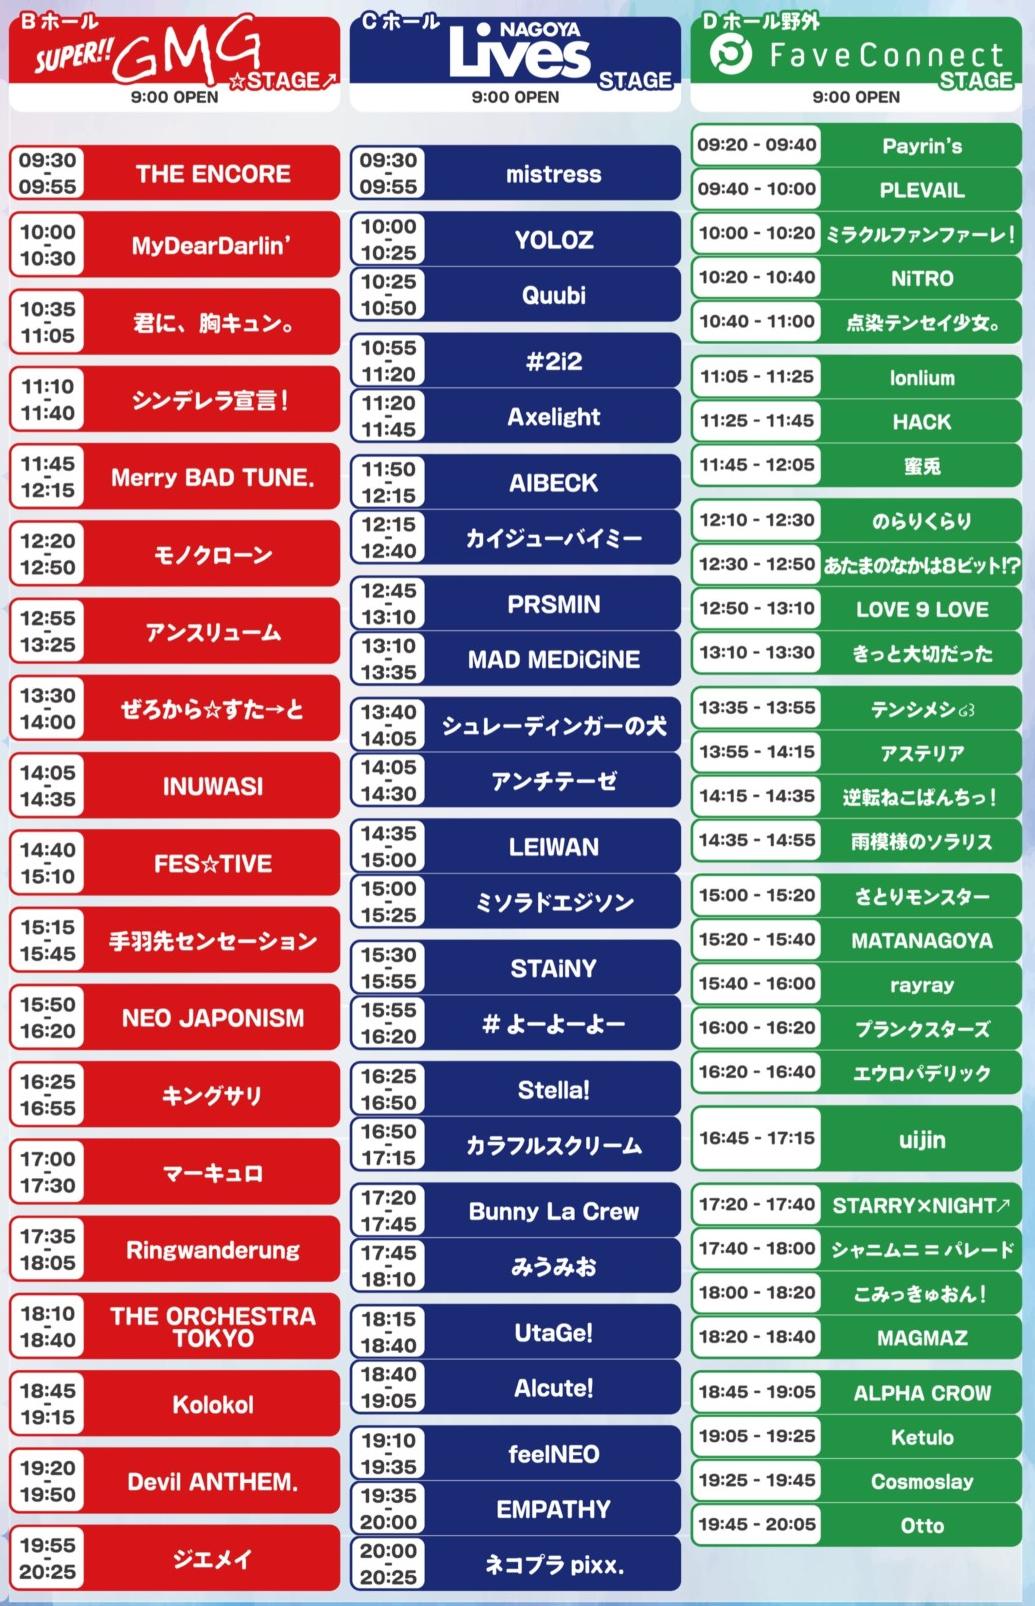 Bホール
SUPER!! GMG
☆STAGE↗
9:00 OPEN
09:30
-
09:55
THE ENCORE
10:00
-
10:30
MyDearDarlin’
10:35
-
11:05
君に、胸キュン。
11:10
-
11:40
シンデレラ宣言！
11:45
-
12:15
Merry BAD TUNE.
12:20
-
12:50
モノクローン
12:55
-
13:25
アンスリューム
13:30
-
14:00
ぜろから☆すた→と
14:05
-
14:35
INUWASI
14:40
-
15:10
FES☆TIVE
15:15
-
15:45
手羽先センセーション
15:50
-
16:20
NEO JAPONISM
16:25
-
16:55
キングサリ
17:00
-
17:30
マーキュロ
17:35
-
18:05
Ringwanderung
18:10
-
18:40
THE ORCHESTRA
TOKYO
18:45
-
19:15
Kolokol
19:20
-
19:50
Devil ANTHEM.
19:55
-
20:25
ジエメイ
Cホール
NAGOYA
Lives
STAGE
9:00 OPEN
09:30
-
09:55
mistress
10:00
-
10:25
YOLOZ
10:25
-
10:50
Quubi
10:55
-
11:20
#2i2
11:20
-
11:45
Axelight
11:50
-
12:15
AIBECK
12:15
-
12:40
カイジューバイミー
12:45
-
13:10
PRSMIN
13:10
-
13:35
MAD MEDiCiNE
13:40
-
14:05
シュレーディンガーの犬
14:05
-
14:30
アンチテーゼ
14:35
-
15:00
LEIWAN
15:00
-
15:25
ミソラドエジソン
15:30
-
15:55
STAiNY
15:55
-
16:20
# よーよーよー
16:25
-
16:50
Stella!
16:50
-
17:15
カラフルスクリーム
17:20
-
17:45
Bunny La Crew
17:45
-
18:10
みうみお
18:15
-
18:40
UtaGe!
18:40
-
19:05
Alcute!
19:10
-
19:35
feelNEO
19:35
-
20:00
EMPATHY
20:00
-
20:25
ネコプラ pixx.
Dホール野外
FaveConnect
STAGE
9:00 OPEN
09:20 - 09:40 Payrin’s
09:40 - 10:00 PLEVAIL
10:00 - 10:20 ミラクルファンファーレ！
10:20 - 10:40 NiTRO
10:40 - 11:00 点染テンセイ少女。
11:05 - 11:25 lonlium
11:25 - 11:45 HACK
11:45 - 12:05 蜜兎
12:10 - 12:30 のらりくらり
12:30 - 12:50 あたまのなかは8ビット!?
12:50 - 13:10 LOVE 9 LOVE
13:10 - 13:30 きっと大切だった
13:35 - 13:55 テンシメシ໒꒱
13:55 - 14:15 アステリア
14:15 - 14:35 逆転ねこぱんちっ！
14:35 - 14:55 雨模様のソラリス
15:00 - 15:20 さとりモンスター
15:20 - 15:40 MATANAGOYA
15:40 - 16:00 rayray
16:00 - 16:20 プランクスターズ
16:20 - 16:40 エウロパデリック
16:45 - 17:15 uijin
17:20 - 17:40 STARRY×NIGHT↗
17:40 - 18:00 シャニムニ＝パレード
18:00 - 18:20 こみっきゅおん！
18:20 - 18:40 MAGMAZ
18:45 - 19:05 ALPHA CROW
19:05 - 19:25 Ketulo
19:25 - 19:45 Cosmoslay
19:45 - 20:05 Otto